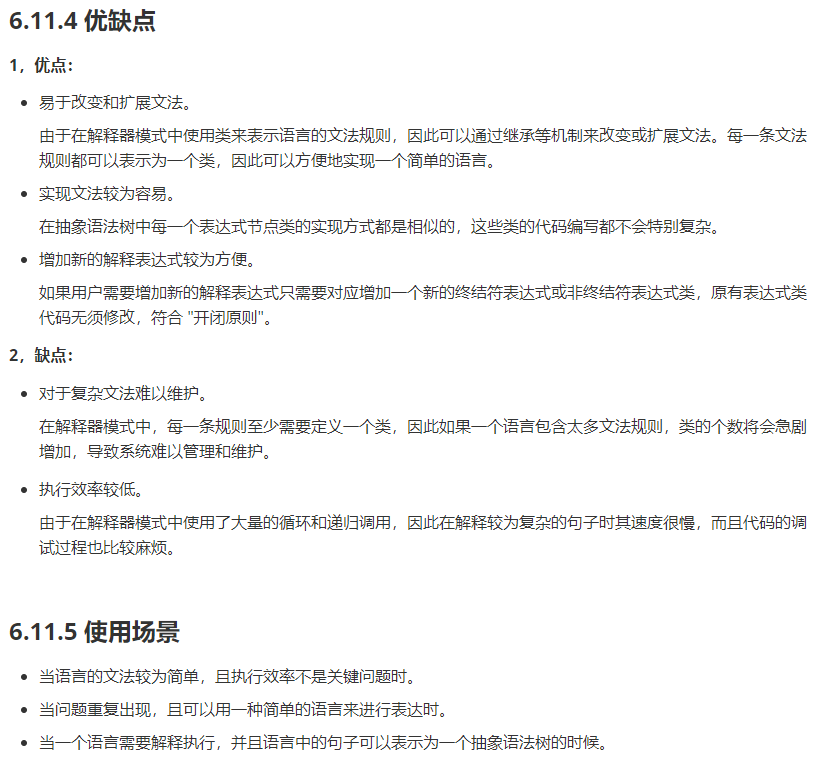 6.11.4 优缺点
1，优点：
易于改变和扩展文法。
由于在解释器模式中使用类来表示语言的文法规则，因此可以通过继承等机制来改变或扩展文法。每一条文法
规则都可以表示为一个类，因此可以方便地实现一个简单的语言。
实现文法较为容易。
在抽象语法树中每一个表达式节点类的实现方式都是相似的，这些类的代码编写都不会特别复杂。
增加新的解释表达式较为方便。
如果用户需要增加新的解释表达式只需要对应增加一个新的终结符表达式或非终结符表达式类，原有表达式类
代码无须修改，符合 "开闭原则"。
2，缺点：
对于复杂文法难以维护。
在解释器模式中，每一条规则至少需要定义一个类，因此如果一个语言包含太多文法规则，类的个数将会急剧
增加，导致系统难以管理和维护。
执行效率较低。
由于在解释器模式中使用了大量的循环和递归调用，因此在解释较为复杂的句子时其速度很慢，而且代码的调
试过程也比较麻烦。
6.11.5 使用场景
当语言的文法较为简单，且执行效率不是关键问题时。
当问题重复出现，且可以用一种简单的语言来进行表达时。
当一个语言需要解释执行，并且语言中的句子可以表示为一个抽象语法树的时候。